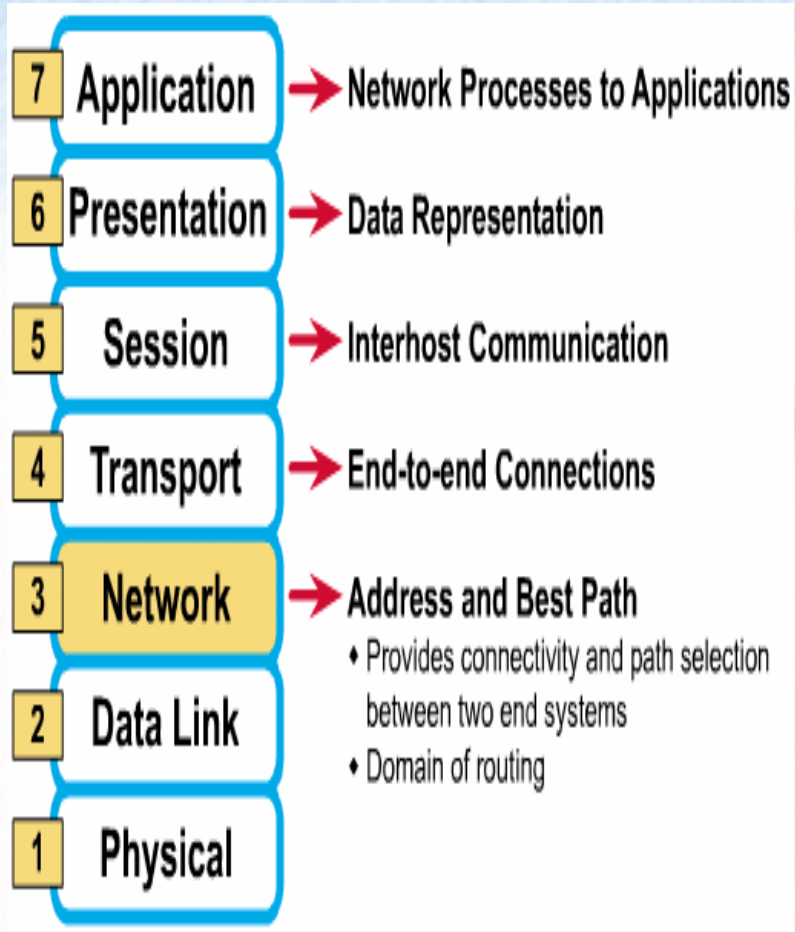 7 Application → Network Processes to Applications
6 Presentation → Data Representation
5 Session → Interhost Communication
4 Transport → End-to-end Connections
3 Network → Address and Best Path
♦ Provides connectivity and path selection
between two end systems
♦ Domain of routing
2 Data Link
1 Physical